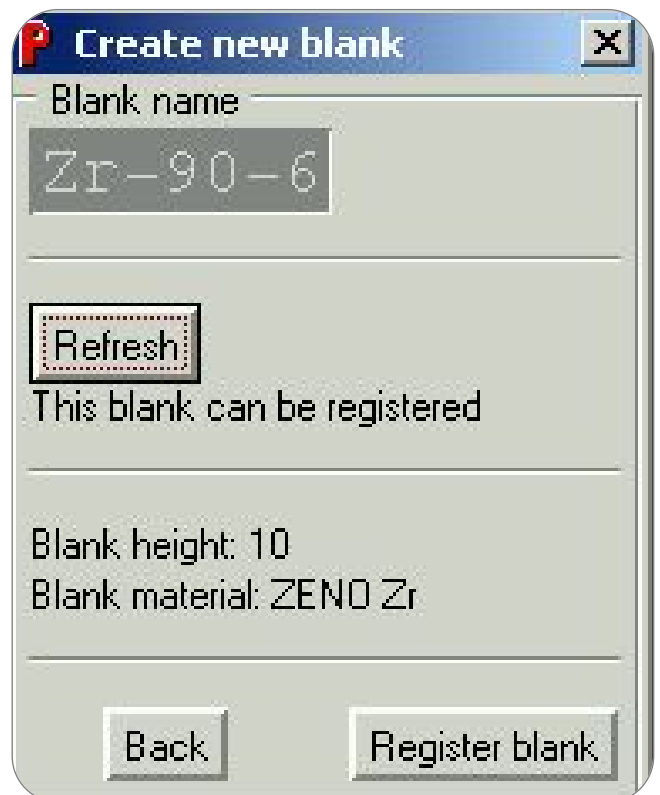 Create new blank
Blank name
Zr-90-6
Refresh
This blank can be registered
Blank height: 10
Blank material: ZENO Zr
Back Register blank